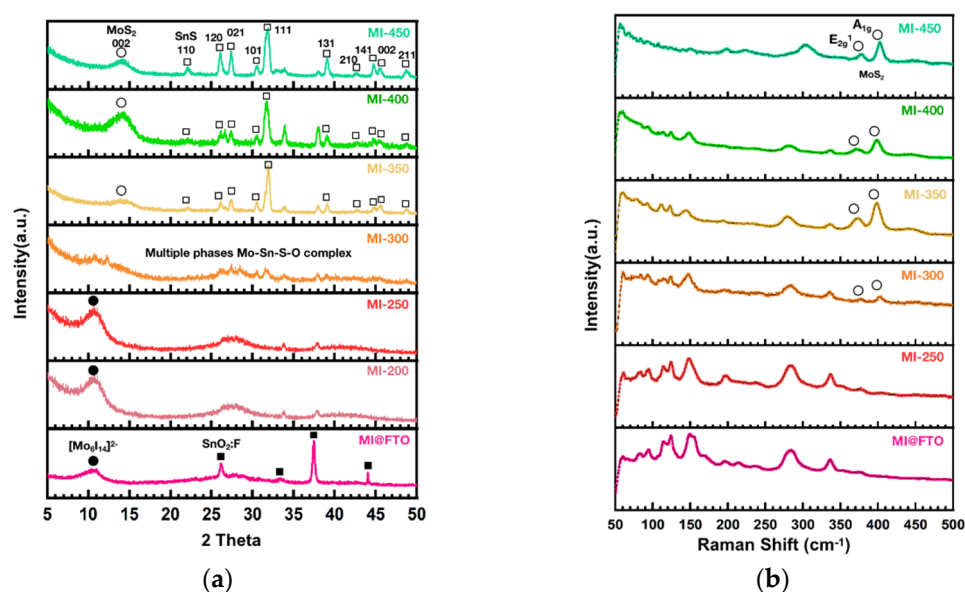 MoS₂
002
SnS
110
120
021
101
111
131
210
141
002
211
MI-450
MI-400
MI-350
MI-300
Multiple phases Mo-Sn-S-O complex
MI-250
MI-200
MI@FTO
[Mo₆I₁₄]²⁻
SnO₂:F
Intensity(a.u.)
5 10 15 20 25 30 35 40 45 50
2 Theta
(a)
MI-450
A₁g
E₂g¹
MoS₂
MI-400
MI-350
MI-300
MI-250
MI@FTO
Intensity(a.u.)
50 100 150 200 250 300 350 400 450 500
Raman Shift (cm⁻¹)
(b)